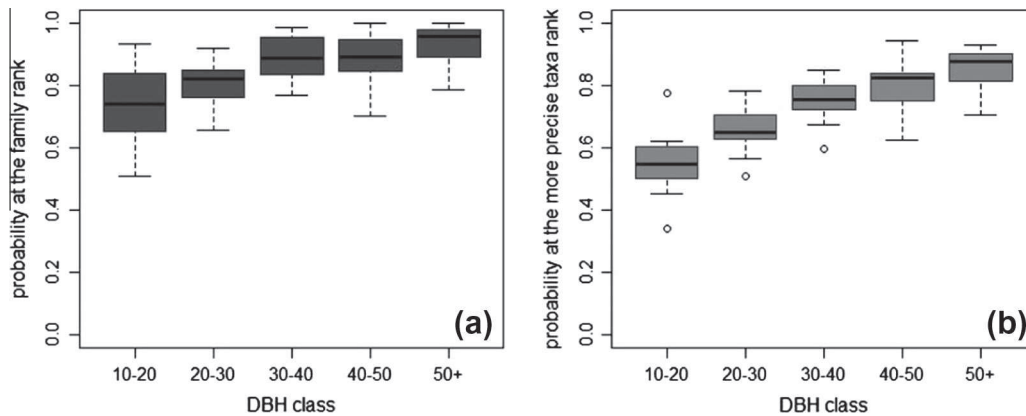 probability at the family rank
1.0
0.8
0.6
0.4
0.2
0.0
(a)
10-20 20-30 30-40 40-50 50+
DBH class
probability at the more precise taxa rank
1.0
0.8
0.6
0.4
0.2
0.0
(b)
10-20 20-30 30-40 40-50 50+
DBH class